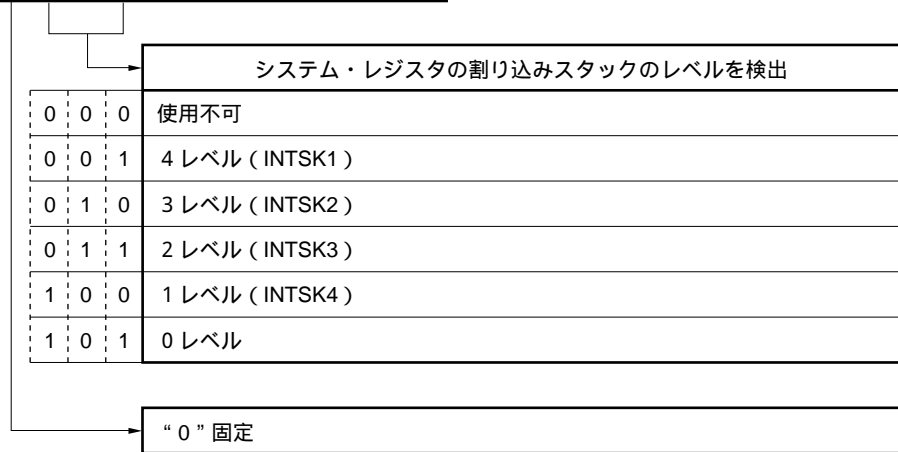 システム・レジスタの割り込みスタックのレベルを検出
0 0 0 使用不可
0 0 1 4レベル（INTSK1）
0 1 0 3レベル（INTSK2）
0 1 1 2レベル（INTSK3）
1 0 0 1レベル（INTSK4）
1 0 1 0レベル
“0”固定